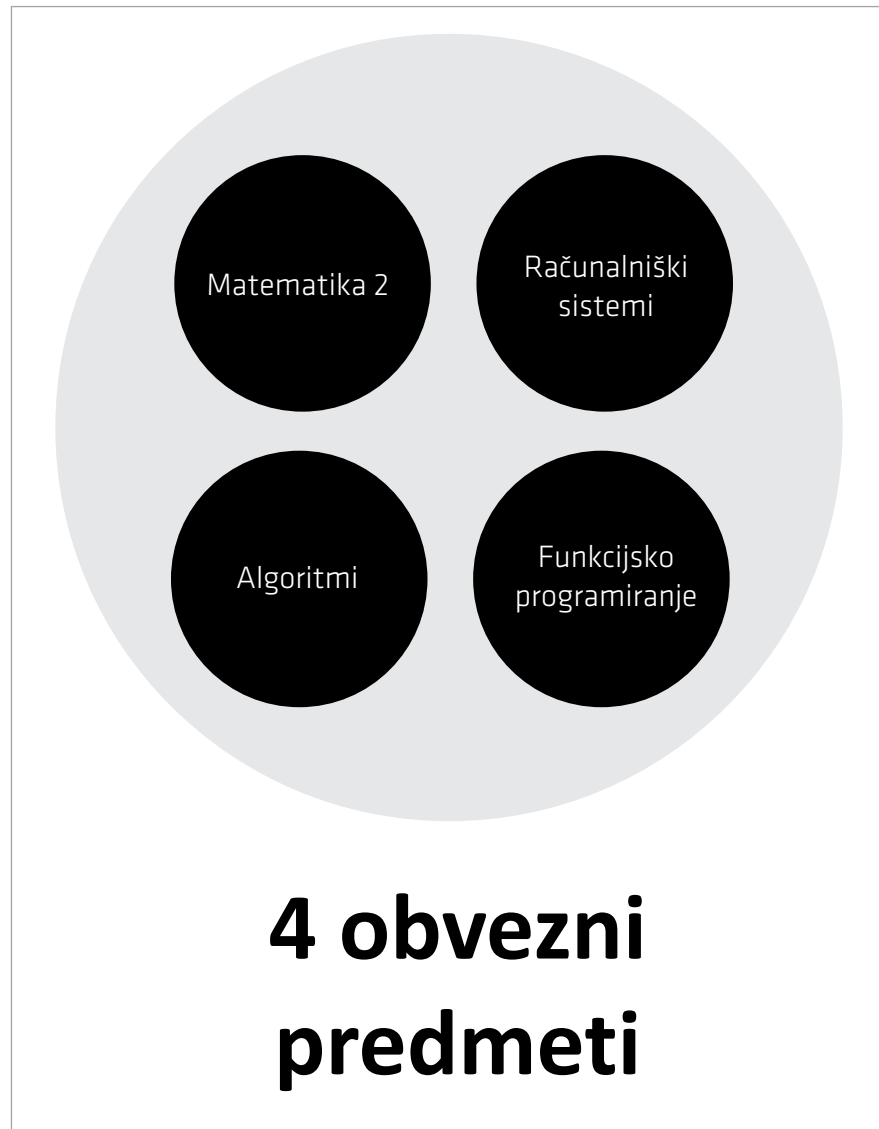 Matematika 2
Računalniški
sistemi
Algoritmi
Funkcijsko
programiranje
4 obvezni
predmeti